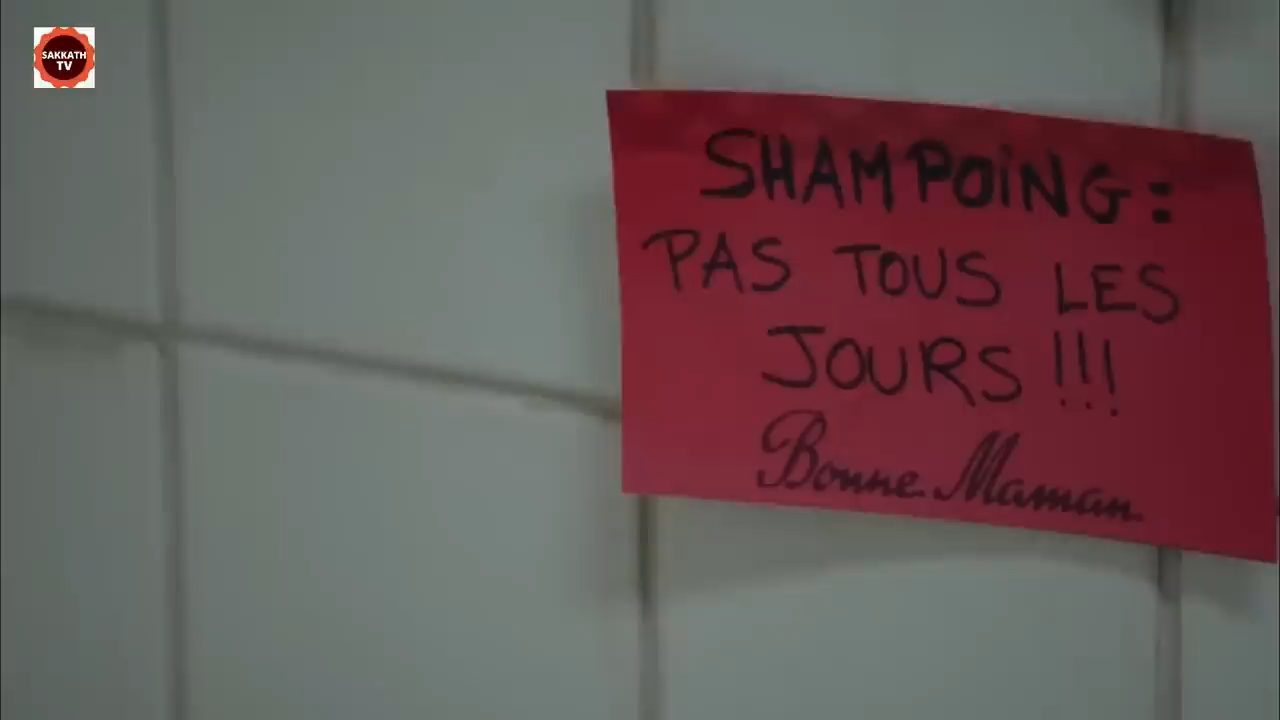 SAKKATH
TV
SHAMPOiNG:
PAS TOUS LES
JOURS !!!
Bonne Maman